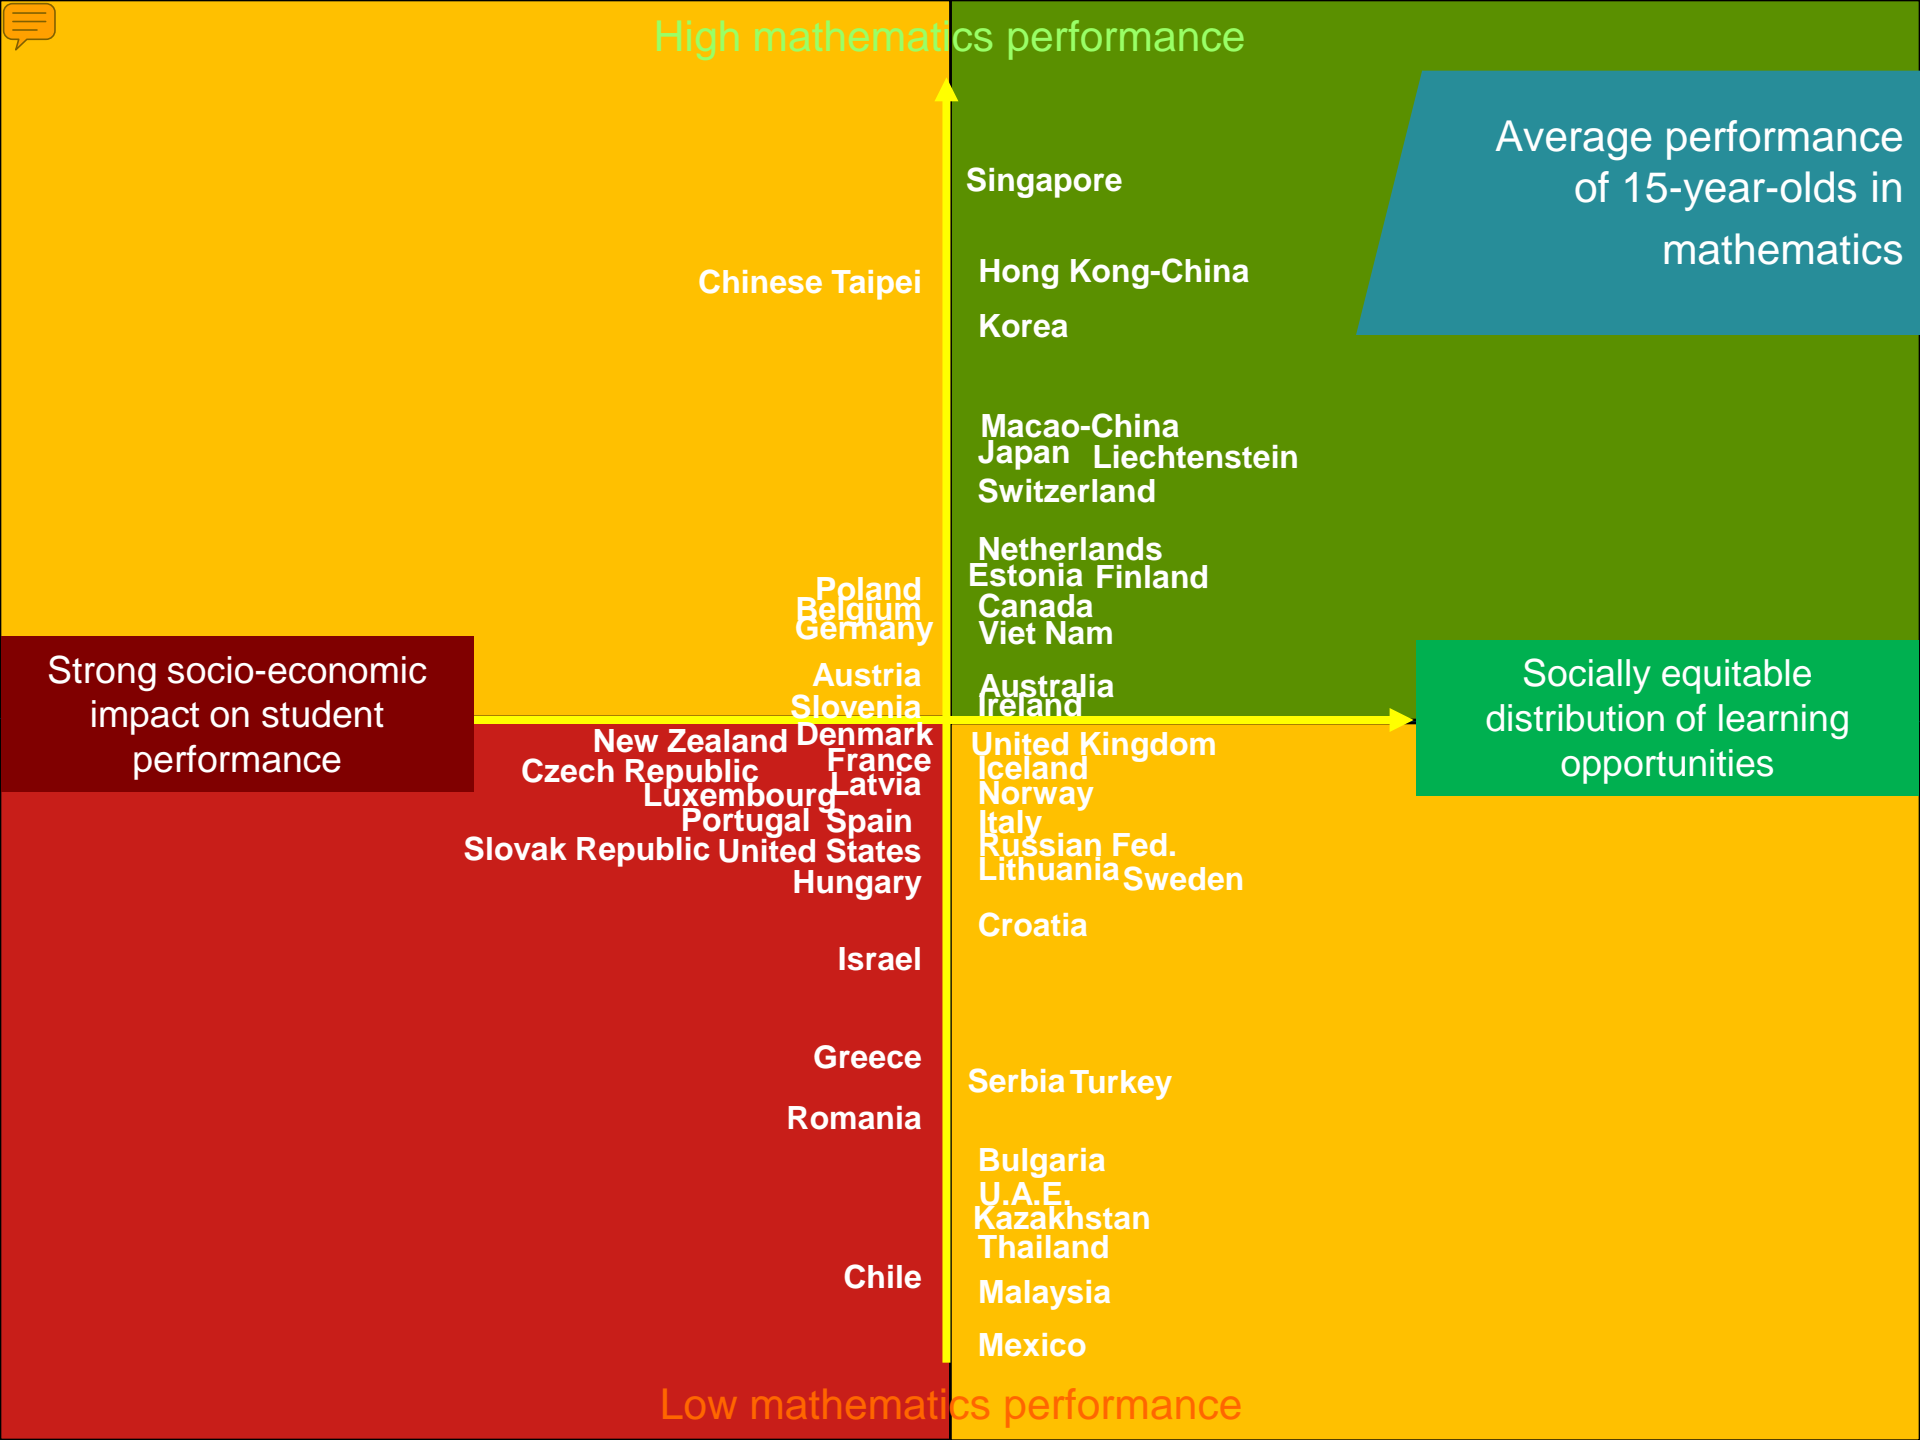 High mathematics performance
Average performance
of 15-year-olds in
mathematics
Singapore
Hong Kong-China
Chinese Taipei
Korea
Macao-China
Japan Liechtenstein
Switzerland
Netherlands
Estonia Finland
Poland
Canada
Belgium
Germany
Viet Nam
Strong socio-economic
impact on student
performance
Socially equitable
distribution of learning
opportunities
Austria
Australia
Slovenia
Ireland
New Zealand Denmark
United Kingdom
France
Iceland
Czech Republic
Latvia
Norway
Luxembourg
Portugal Spain
Italy
Russian Fed.
Slovak Republic United States
Lithuania Sweden
Hungary
Croatia
Israel
Greece
Serbia Turkey
Romania
Bulgaria
U.A.E.
Kazakhstan
Thailand
Chile
Malaysia
Mexico
Low mathematics performance